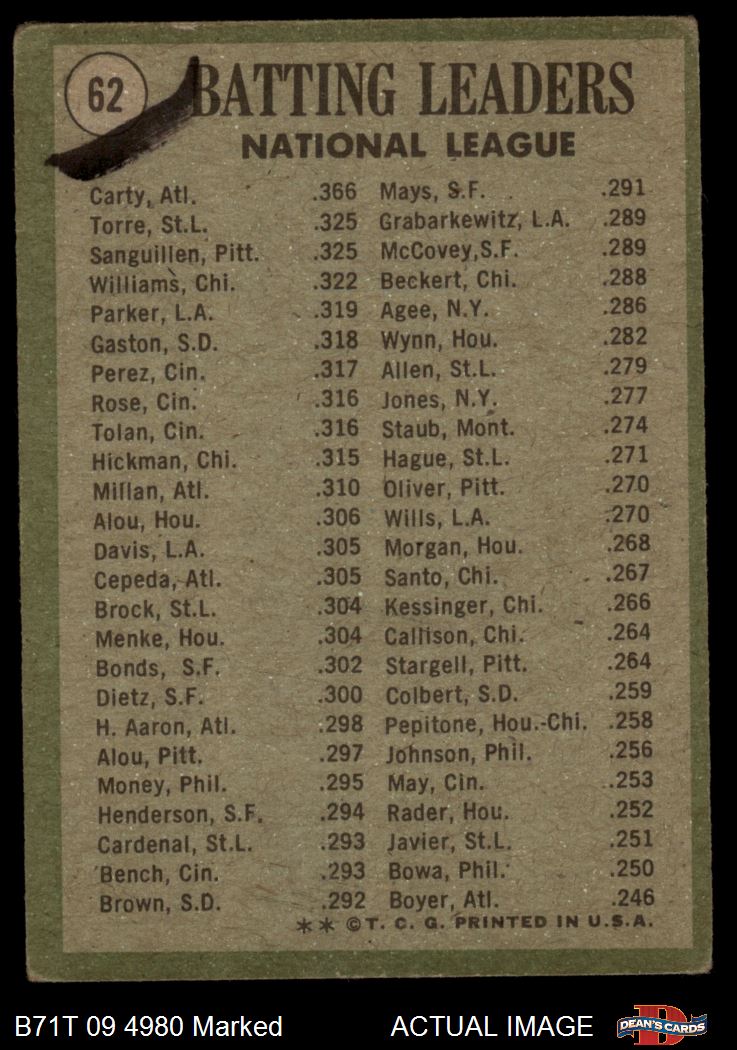 62
BATTING LEADERS
NATIONAL LEAGUE
Carty, Atl. .366
Torre, St.L. .325
Sanguillen, Pitt. .325
Williams, Chi. .322
Parker, L.A. .319
Gaston, S.D. .318
Perez, Cin. .317
Rose, Cin. .316
Tolan, Cin. .316
Hickman, Chi. .315
Millan, Atl. .310
Alou, Hou. .306
Davis, L.A. .305
Cepeda, Atl. .305
Brock, St.L. .304
Menke, Hou. .304
Bonds, S.F. .302
Dietz, S.F. .300
H. Aaron, Atl. .298
Alou, Pitt. .297
Money, Phil. .295
Henderson, S.F. .294
Cardenal, St.L. .293
Bench, Cin. .293
Brown, S.D. .292
Mays, S.F. .291
Grabarkewitz, L.A. .289
McCovey, S.F. .289
Beckert, Chi. .288
Agee, N.Y. .286
Wynn, Hou. .282
Allen, St.L. .279
Jones, N.Y. .277
Staub, Mont. .274
Hague, St.L. .271
Oliver, Pitt. .270
Wills, L.A. .270
Morgan, Hou. .268
Santo, Chi. .267
Kessinger, Chi. .266
Callison, Chi. .264
Stargell, Pitt. .264
Colbert, S.D. .259
Pepitone, Hou.-Chi. .258
Johnson, Phil. .256
May, Cin. .253
Rader, Hou. .252
Javier, St.L. .251
Bowa, Phil. .250
Boyer, Atl. .246
** © T. C. G. PRINTED IN U.S.A.
B71T 09 4980 Marked
ACTUAL IMAGE
D
DEAN'S CARDS